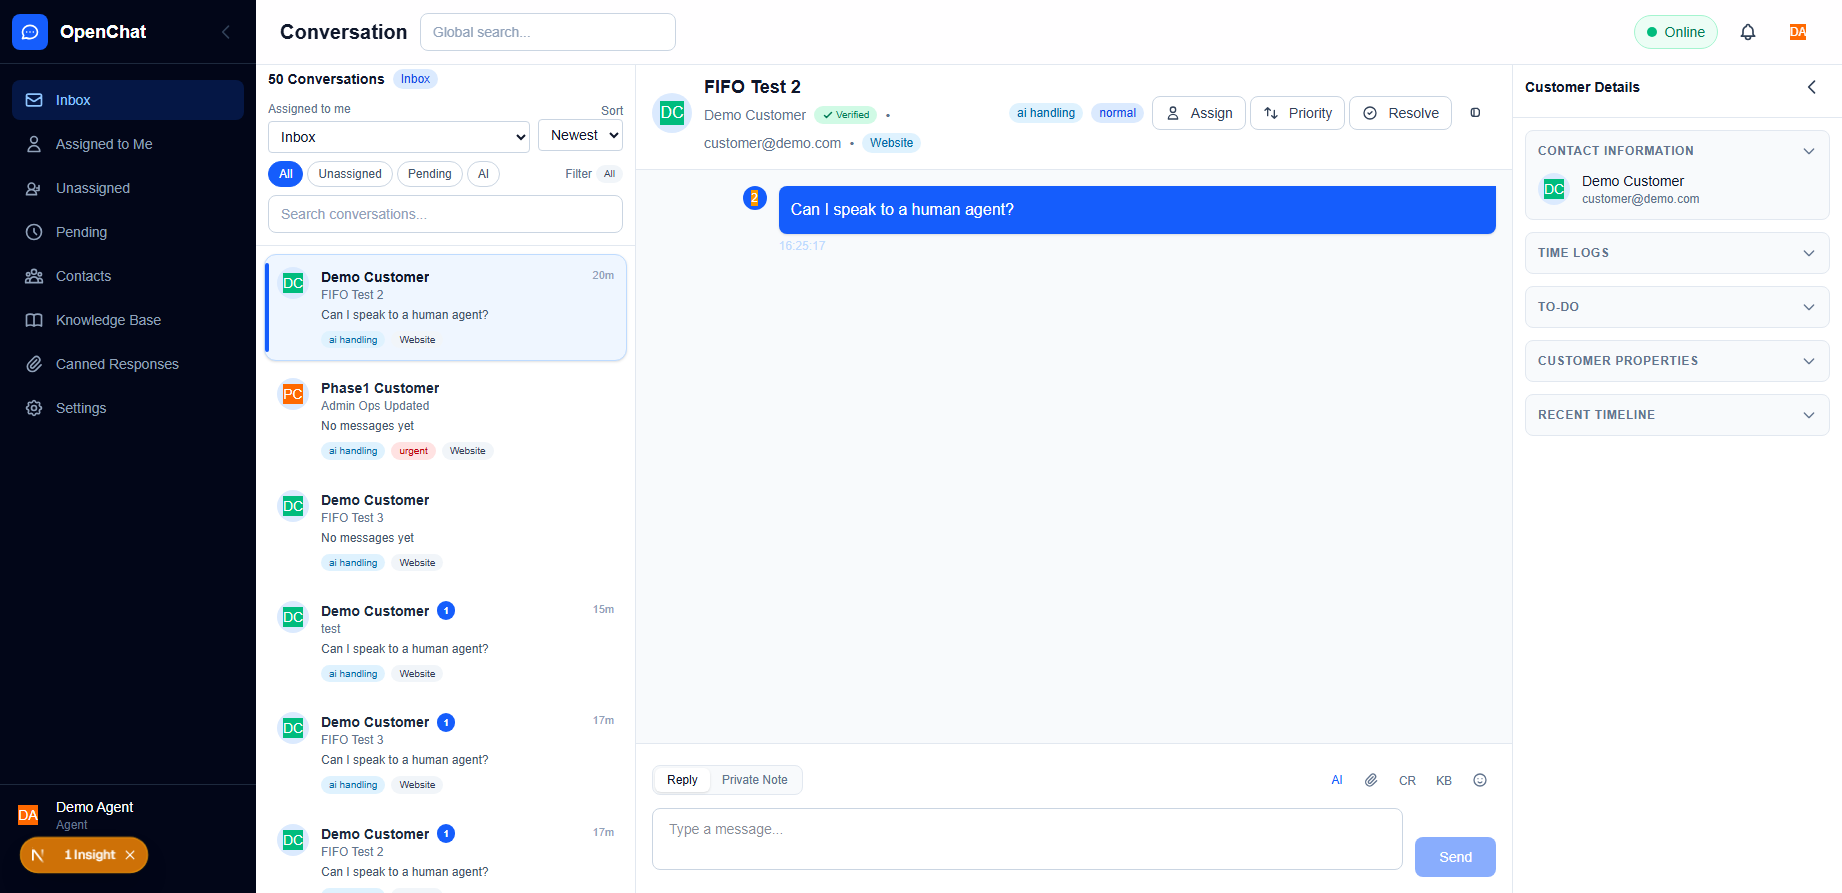 OpenChat
Inbox
Assigned to Me
Unassigned
Pending
Contacts
Knowledge Base
Canned Responses
Settings
DA
Demo Agent
Agent
N 1 Insight
Conversation
Global search...
Online
DA
50 Conversations Inbox
Assigned to me
Sort
Inbox
Newest
All Unassigned Pending AI
Filter All
Search conversations...
DC
Demo Customer 20m
FIFO Test 2
Can I speak to a human agent?
ai handling Website
PC
Phase1 Customer
Admin Ops Updated
No messages yet
ai handling urgent Website
DC
Demo Customer
FIFO Test 3
No messages yet
ai handling Website
DC
Demo Customer 1 15m
test
Can I speak to a human agent?
ai handling Website
DC
Demo Customer 1 17m
FIFO Test 3
Can I speak to a human agent?
ai handling Website
DC
Demo Customer 1 17m
FIFO Test 2
Can I speak to a human agent?
DC
FIFO Test 2
Demo Customer Verified •
customer@demo.com • Website
ai handling normal Assign Priority Resolve
2
Can I speak to a human agent?
16:25:17
Reply Private Note
AI CR KB
Type a message...
Send
Customer Details
CONTACT INFORMATION
DC
Demo Customer
customer@demo.com
TIME LOGS
TO-DO
CUSTOMER PROPERTIES
RECENT TIMELINE